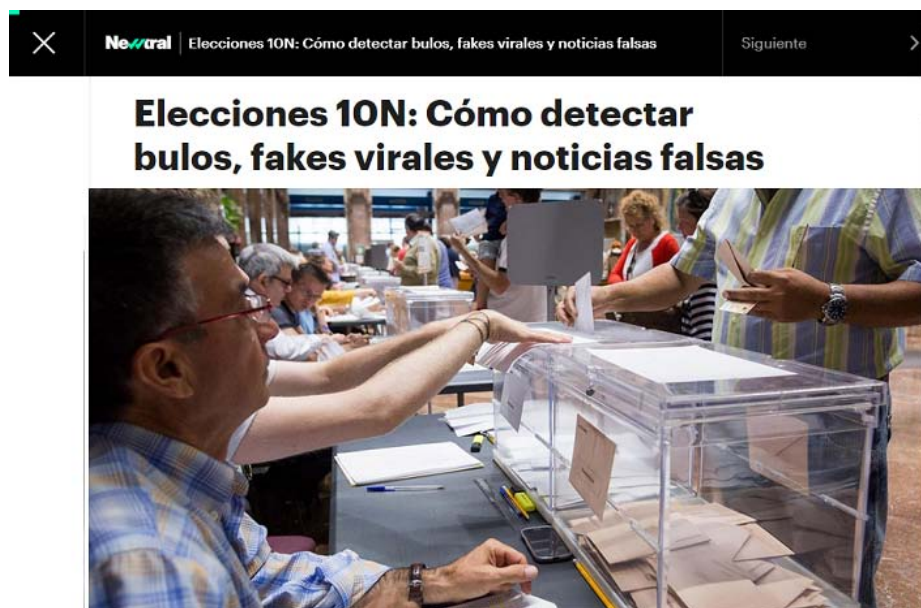 Newtral
Elecciones 10N: Cómo detectar bulos, fakes virales y noticias falsas
Siguiente
Elecciones 10N: Cómo detectar
bulos, fakes virales y noticias falsas